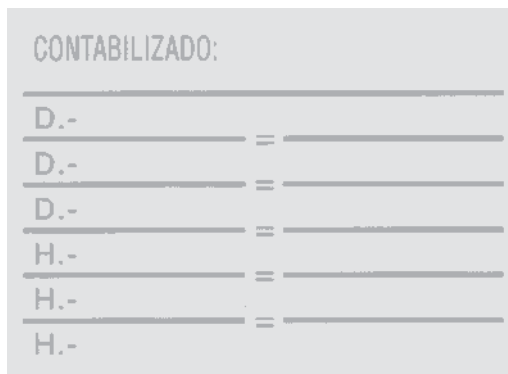 CONTABILIZADO:
D.-
=
D.-
=
D.-
=
H.-
=
H.-
=
H.-